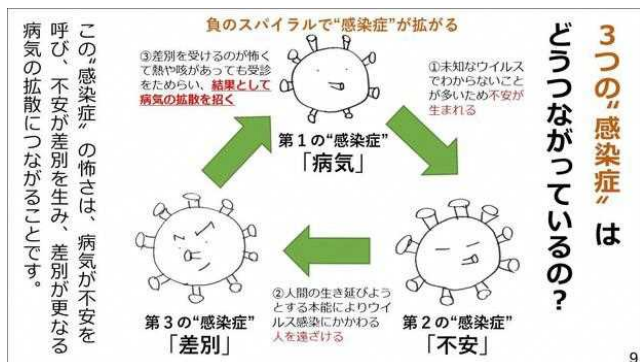 3つの“感染症”は
どうつながっているの?
負のスパイラルで“感染症”が拡がる
①未知なウイルス
でわからないこと
が多いため不安が
生まれる
第1の“感染症”
「病気」
第2の“感染症”
「不安」
②人間の生き延びよう
とする本能によりウイ
ルス感染にかかわる
人を遠ざける
第3の“感染症”
「差別」
③差別を受けるのが怖く
て熱や咳があっても受診
をためらい、結果として
病気の拡散を招く
この“感染症”の怖さは、病気が不安を
呼び、不安が差別を生み、差別が更なる
病気の拡散につながることです。
9